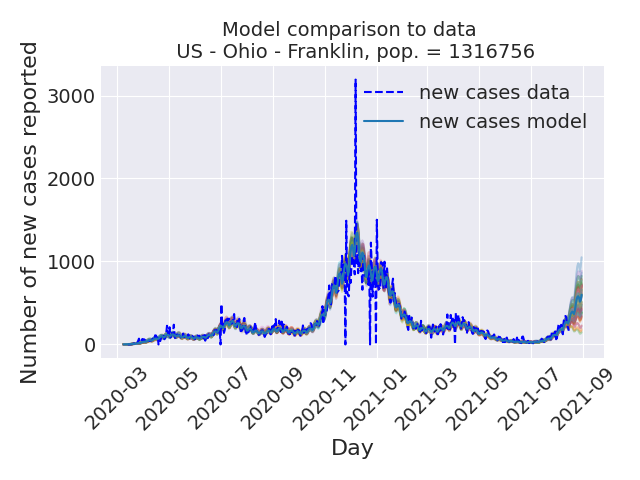 Model comparison to data
US - Ohio - Franklin, pop. = 1316756
Number of new cases reported
3000
2000
1000
0
new cases data
new cases model
2020-03
2020-05
2020-07
2020-09
2020-11
2021-01
2021-03
2021-05
2021-07
2021-09
Day